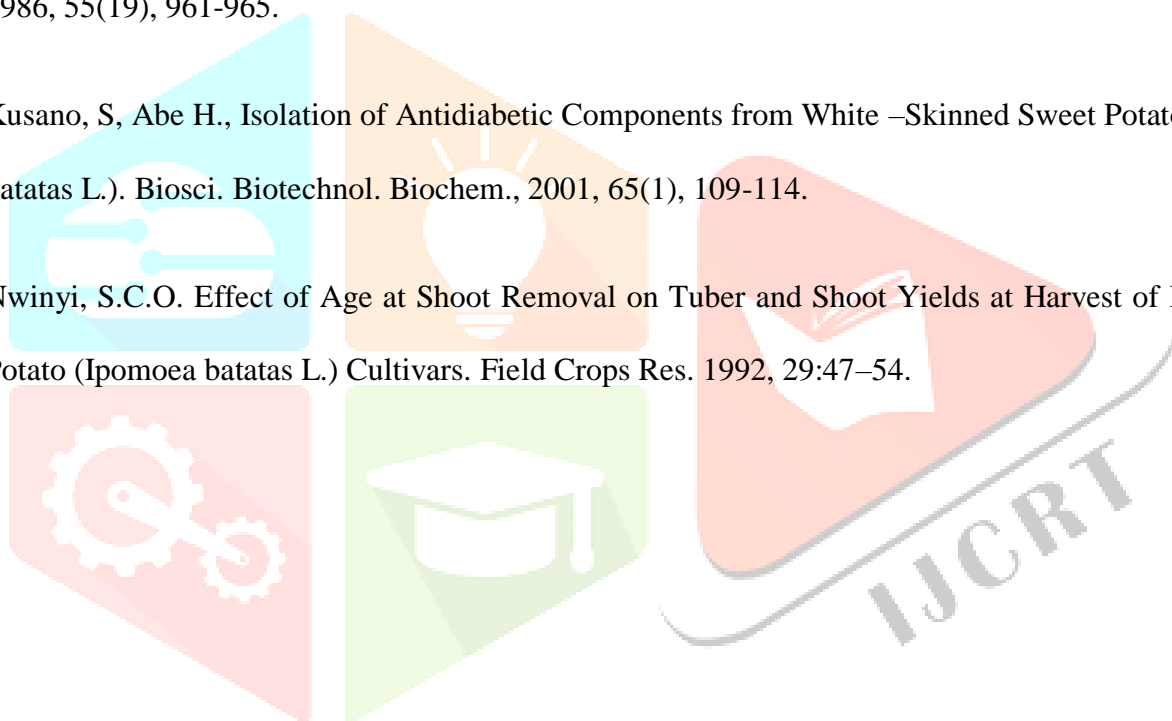 986, 55(19), 961-965.
Kusano, S, Abe H., Isolation of Antidiabetic Components from White –Skinned Sweet Potato
atatas L.). Biosci. Biotechnol. Biochem., 2001, 65(1), 109-114.
Nwinyi, S.C.O. Effect of Age at Shoot Removal on Tuber and Shoot Yields at Harvest of
Potato (Ipomoea batatas L.) Cultivars. Field Crops Res. 1992, 29:47–54.
IJCRT